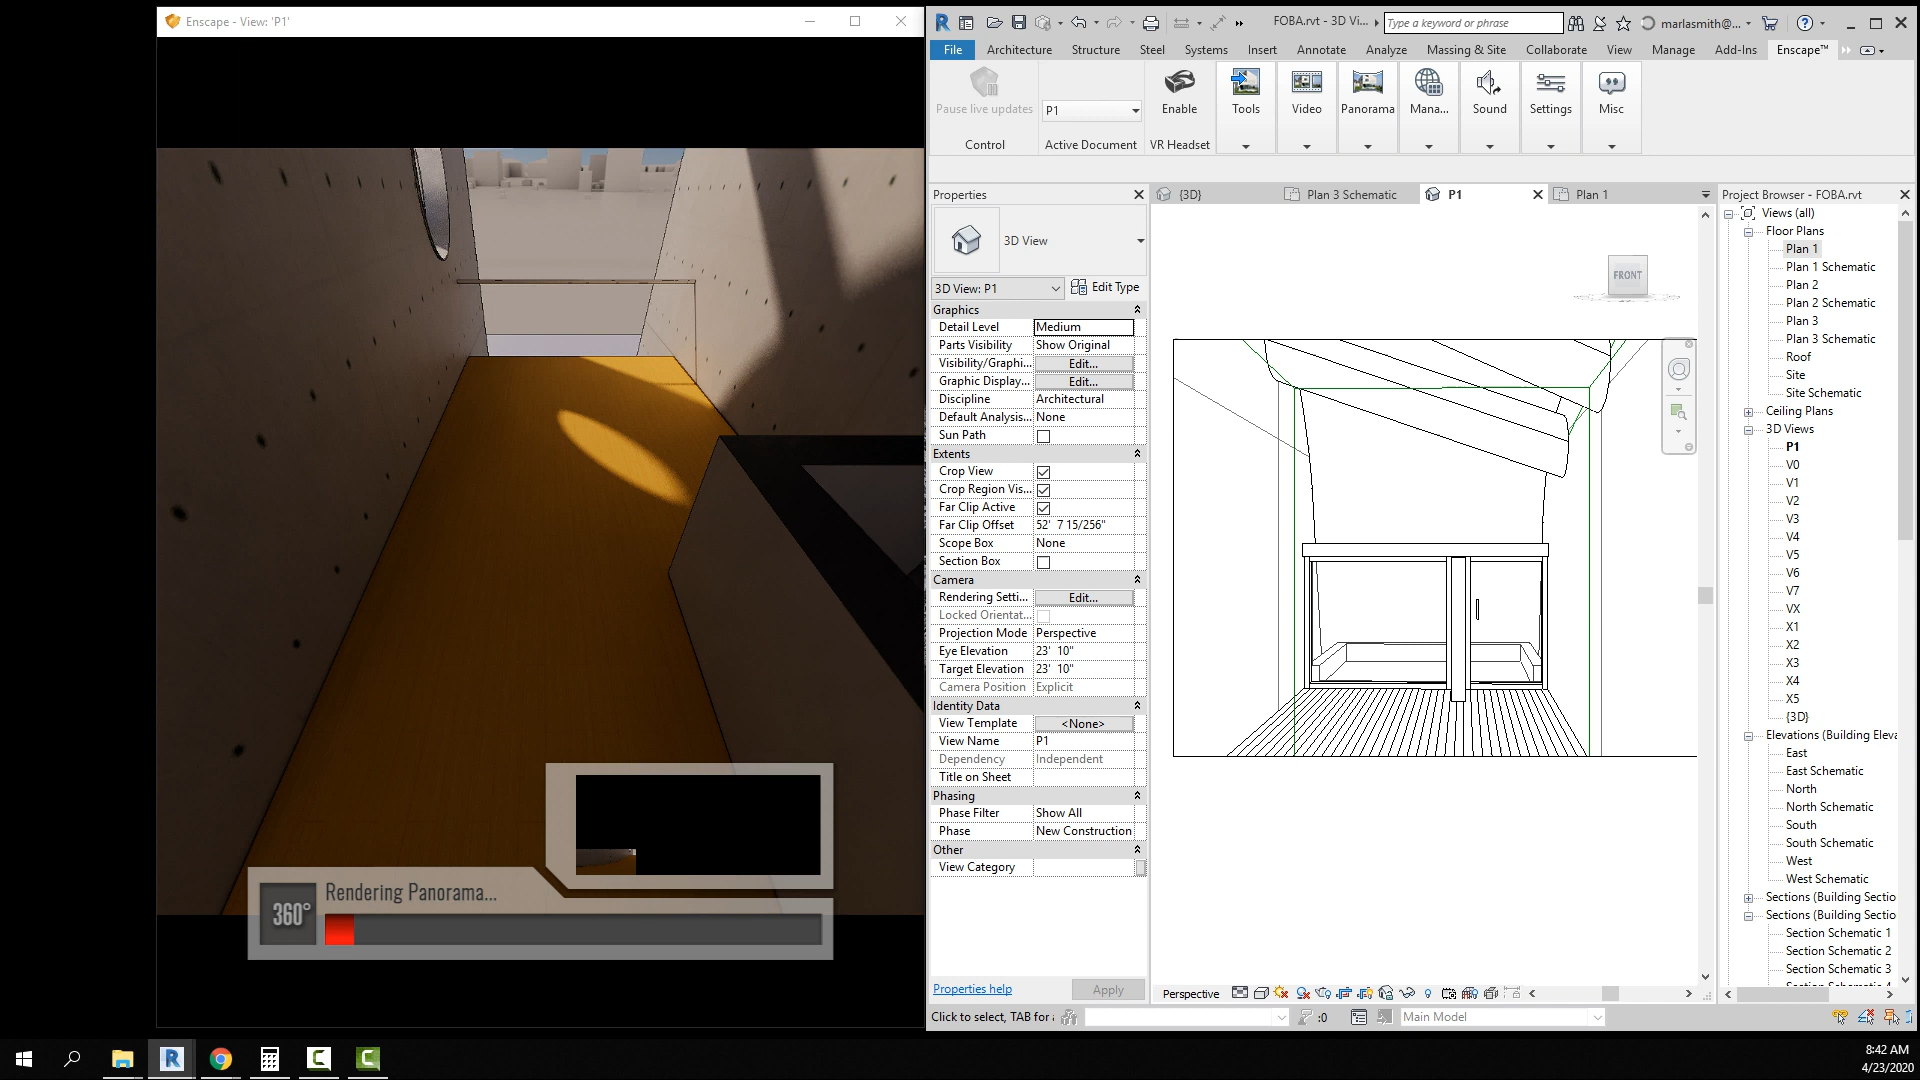 Enscape - View: 'P1'
FOBA.rvt - 3D Vi...
Type a keyword or phrase
marlasmith@...
File
Architecture
Structure
Steel
Systems
Insert
Annotate
Analyze
Massing & Site
Collaborate
View
Manage
Add-Ins
Enscape™
Pause live updates
P1
Enable
Tools
Video
Panorama
Mana...
Sound
Settings
Misc
Control
Active Document
VR Headset
Properties
{3D}
Plan 3 Schematic
P1
Plan 1
Project Browser - FOBA.rvt
3D View
3D View: P1
Edit Type
Graphics
Detail Level Medium
Parts Visibility Show Original
Visibility/Graphi... Edit...
Graphic Display... Edit...
Discipline Architectural
Default Analysis... None
Sun Path
Extents
Crop View
Crop Region Vis...
Far Clip Active
Far Clip Offset 52' 7 15/256"
Scope Box None
Section Box
Camera
Rendering Setti... Edit...
Locked Orientat...
Projection Mode Perspective
Eye Elevation 23' 10"
Target Elevation 23' 10"
Camera Position Explicit
Identity Data
View Template <None>
View Name P1
Dependency Independent
Title on Sheet
Phasing
Phase Filter Show All
Phase New Construction
Other
View Category
Properties help
Apply
FRONT
Views (all)
Floor Plans
Plan 1
Plan 1 Schematic
Plan 2
Plan 2 Schematic
Plan 3
Plan 3 Schematic
Roof
Site
Site Schematic
Ceiling Plans
3D Views
P1
V0
V1
V2
V3
V4
V5
V6
V7
VX
X1
X2
X3
X4
X5
{3D}
Elevations (Building Eleva
East
East Schematic
North
North Schematic
South
South Schematic
West
West Schematic
Sections (Building Sectio
Sections (Building Sectio
Section Schematic 1
Section Schematic 2
Section Schematic 3
Rendering Panorama...
360°
Perspective
Click to select, TAB for a
:0
Main Model
8:42 AM
4/23/2020